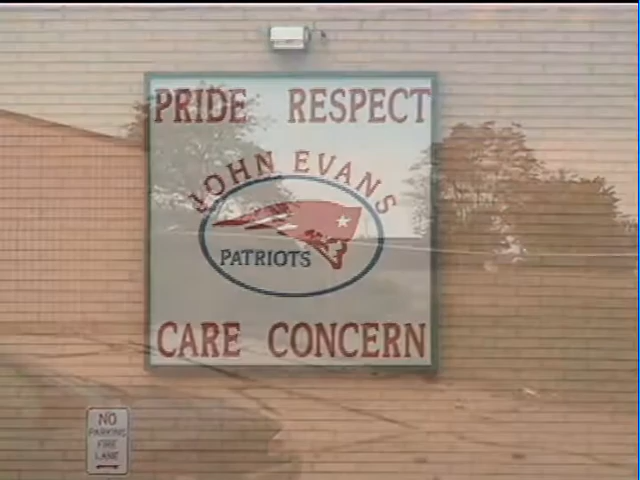 PRIDE RESPECT
JOHN EVANS
PATRIOTS
CARE CONCERN
NO
PARKING
FIRE
LANE